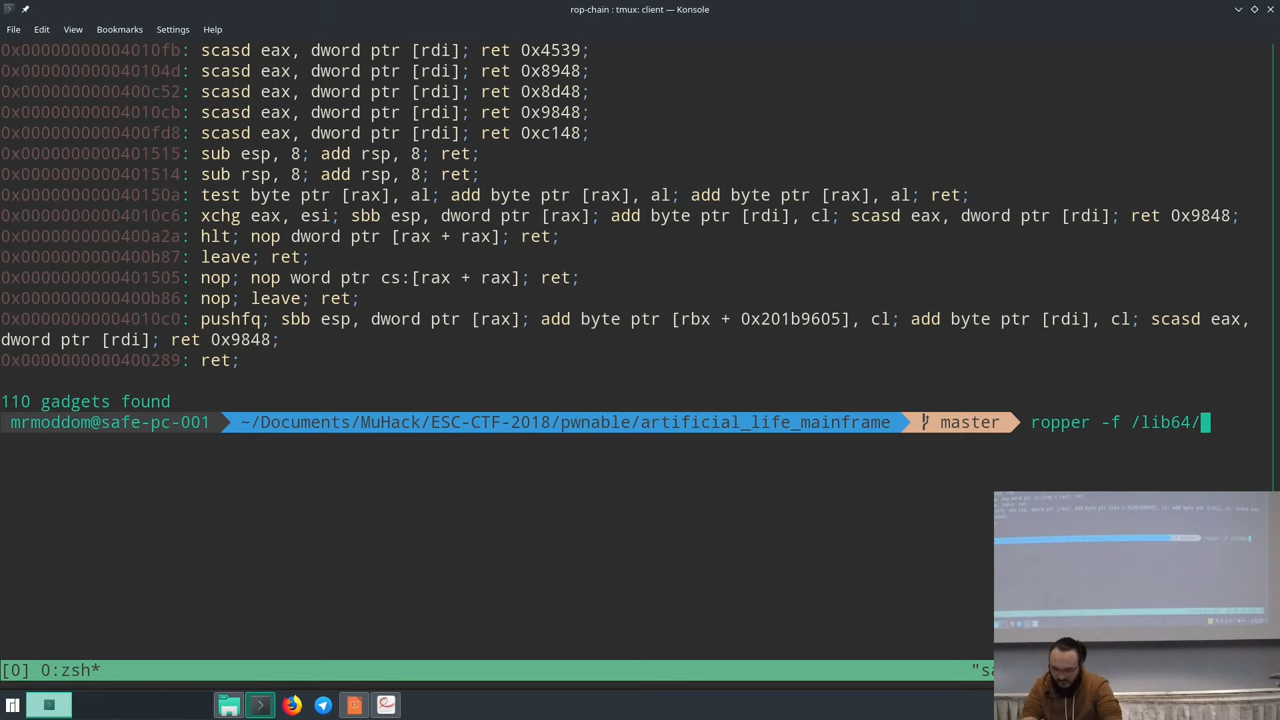 rop-chain : tmux: client — Konsole
File Edit View Bookmarks Settings Help
0x00000000004010fb: scasd eax, dword ptr [rdi]; ret 0x4539;
0x000000000040104d: scasd eax, dword ptr [rdi]; ret 0x8948;
0x0000000000400c52: scasd eax, dword ptr [rdi]; ret 0x8d48;
0x00000000004010cb: scasd eax, dword ptr [rdi]; ret 0x9848;
0x0000000000400fd8: scasd eax, dword ptr [rdi]; ret 0xc148;
0x0000000000401515: sub esp, 8; add rsp, 8; ret;
0x0000000000401514: sub rsp, 8; add rsp, 8; ret;
0x000000000040150a: test byte ptr [rax], al; add byte ptr [rax], al; add byte ptr [rax], al; ret;
0x00000000004010c6: xchg eax, esi; sbb esp, dword ptr [rax]; add byte ptr [rdi], cl; scasd eax, dword ptr [rdi]; ret 0x9848;
0x0000000000400a2a: hlt; nop dword ptr [rax + rax]; ret;
0x0000000000400b87: leave; ret;
0x0000000000401505: nop; nop word ptr cs:[rax + rax]; ret;
0x0000000000400b86: nop; leave; ret;
0x00000000004010c0: pushfq; sbb esp, dword ptr [rax]; add byte ptr [rbx + 0x201b9605], cl; add byte ptr [rdi], cl; scasd eax,
dword ptr [rdi]; ret 0x9848;
0x0000000000400289: ret;
110 gadgets found
mrmoddom@safe-pc-001 ~/Documents/MuHack/ESC-CTF-2018/pwnable/artificial_life_mainframe master ropper -f /lib64/
[0] 0:zsh* "sa